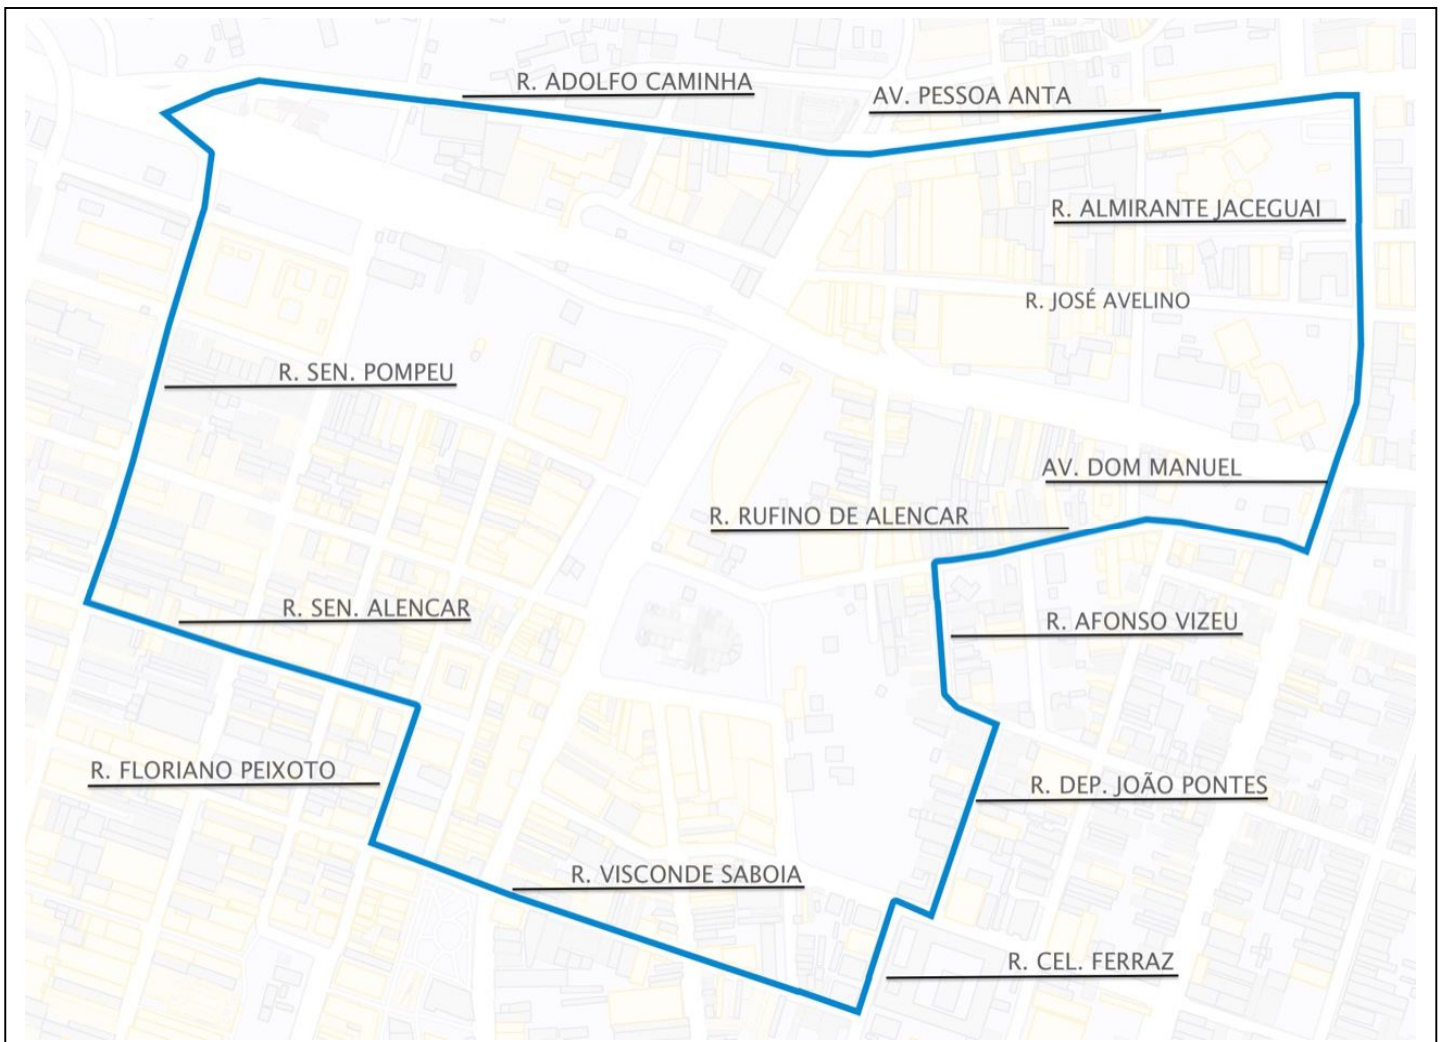 R. ADOLFO CAMINHA
AV. PESSOA ANTA
R. ALMIRANTE JACEGUAI
R. JOSÉ AVELINO
R. SEN. POMPEU
AV. DOM MANUEL
R. RUFINO DE ALENCAR
R. SEN. ALENCAR
R. AFONSO VIZEU
R. FLORIANO PEIXOTO
R. DEP. JOÃO PONTES
R. VISCONDE SABOIA
R. CEL. FERRAZ